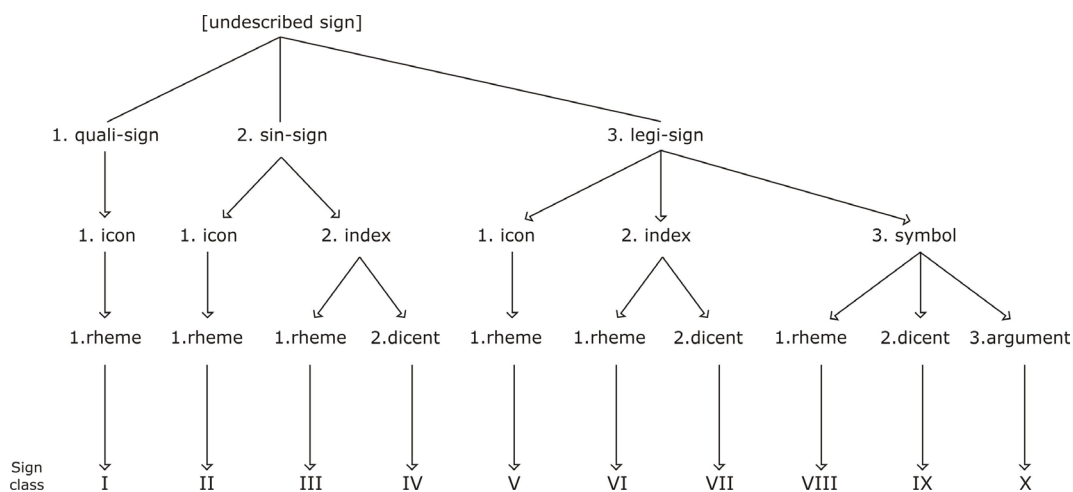 [undescribed sign]
1. quali-sign 2. sin-sign 3. legi-sign
1. icon 1. icon 2. index 1. icon 2. index 3. symbol
1.rheme 1.rheme 1.rheme 2.dicent 1.rheme 1.rheme 2.dicent 1.rheme 2.dicent 3.argument
Sign
class I II III IV V VI VII VIII IX X